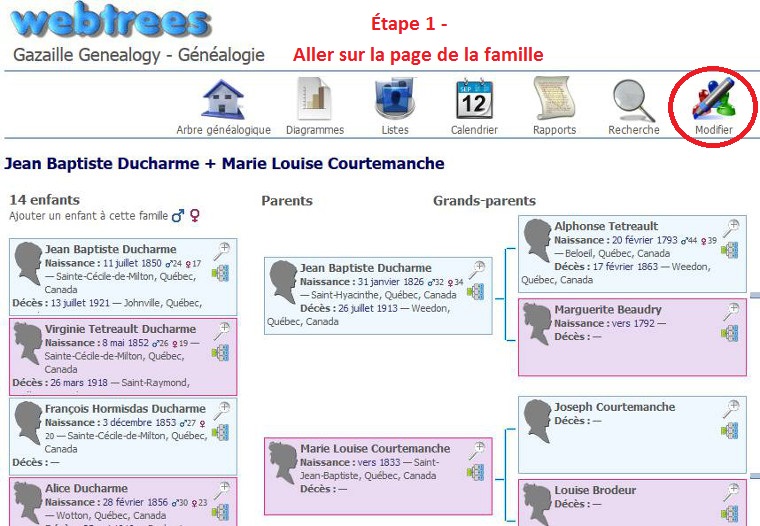 webtrees
Étape 1 -
Gazaille Genealogy - Généalogie
Aller sur la page de la famille
Arbre généalogique
Diagrammes
Listes
SEP
12
Calendrier
Rapports
Recherche
Modifier
Jean Baptiste Ducharme + Marie Louise Courtemanche
14 enfants
Ajouter un enfant à cette famille ♂ ♀
Jean Baptiste Ducharme
Naissance : 11 juillet 1850 ♂24 ♀17
— Sainte-Cécile-de-Milton, Québec,
Canada
Décès : 13 juillet 1921 — Johnville, Québec,
Virginie Tetreault Ducharme
Naissance : 8 mai 1852 ♂26 ♀19 —
Sainte-Cécile-de-Milton, Québec,
Canada
Décès : 26 mars 1918 — Saint-Raymond,
François Hormisdas Ducharme
Naissance : 3 décembre 1853 ♂27 ♀
20 — Sainte-Cécile-de-Milton, Québec,
Canada
Décès : —
Alice Ducharme
Naissance : 28 février 1856 ♂30 ♀23
— Wotton, Québec, Canada
Parents
Jean Baptiste Ducharme
Naissance : 31 janvier 1826 ♂32 ♀34
— Saint-Hyacinthe, Québec, Canada
Décès : 26 juillet 1913 — Weedon,
Québec, Canada
Marie Louise Courtemanche
Naissance : vers 1833 — Saint-
Jean-Baptiste, Québec, Canada
Décès : —
Grands-parents
Alphonse Tetreault
Naissance : 20 février 1793 ♂44 ♀39
— Beloeil, Québec, Canada
Décès : 17 février 1863 — Weedon,
Québec, Canada
Marguerite Beaudry
Naissance : vers 1792 —
Décès : —
Joseph Courtemanche
Décès : —
Louise Brodeur
Naissance : —